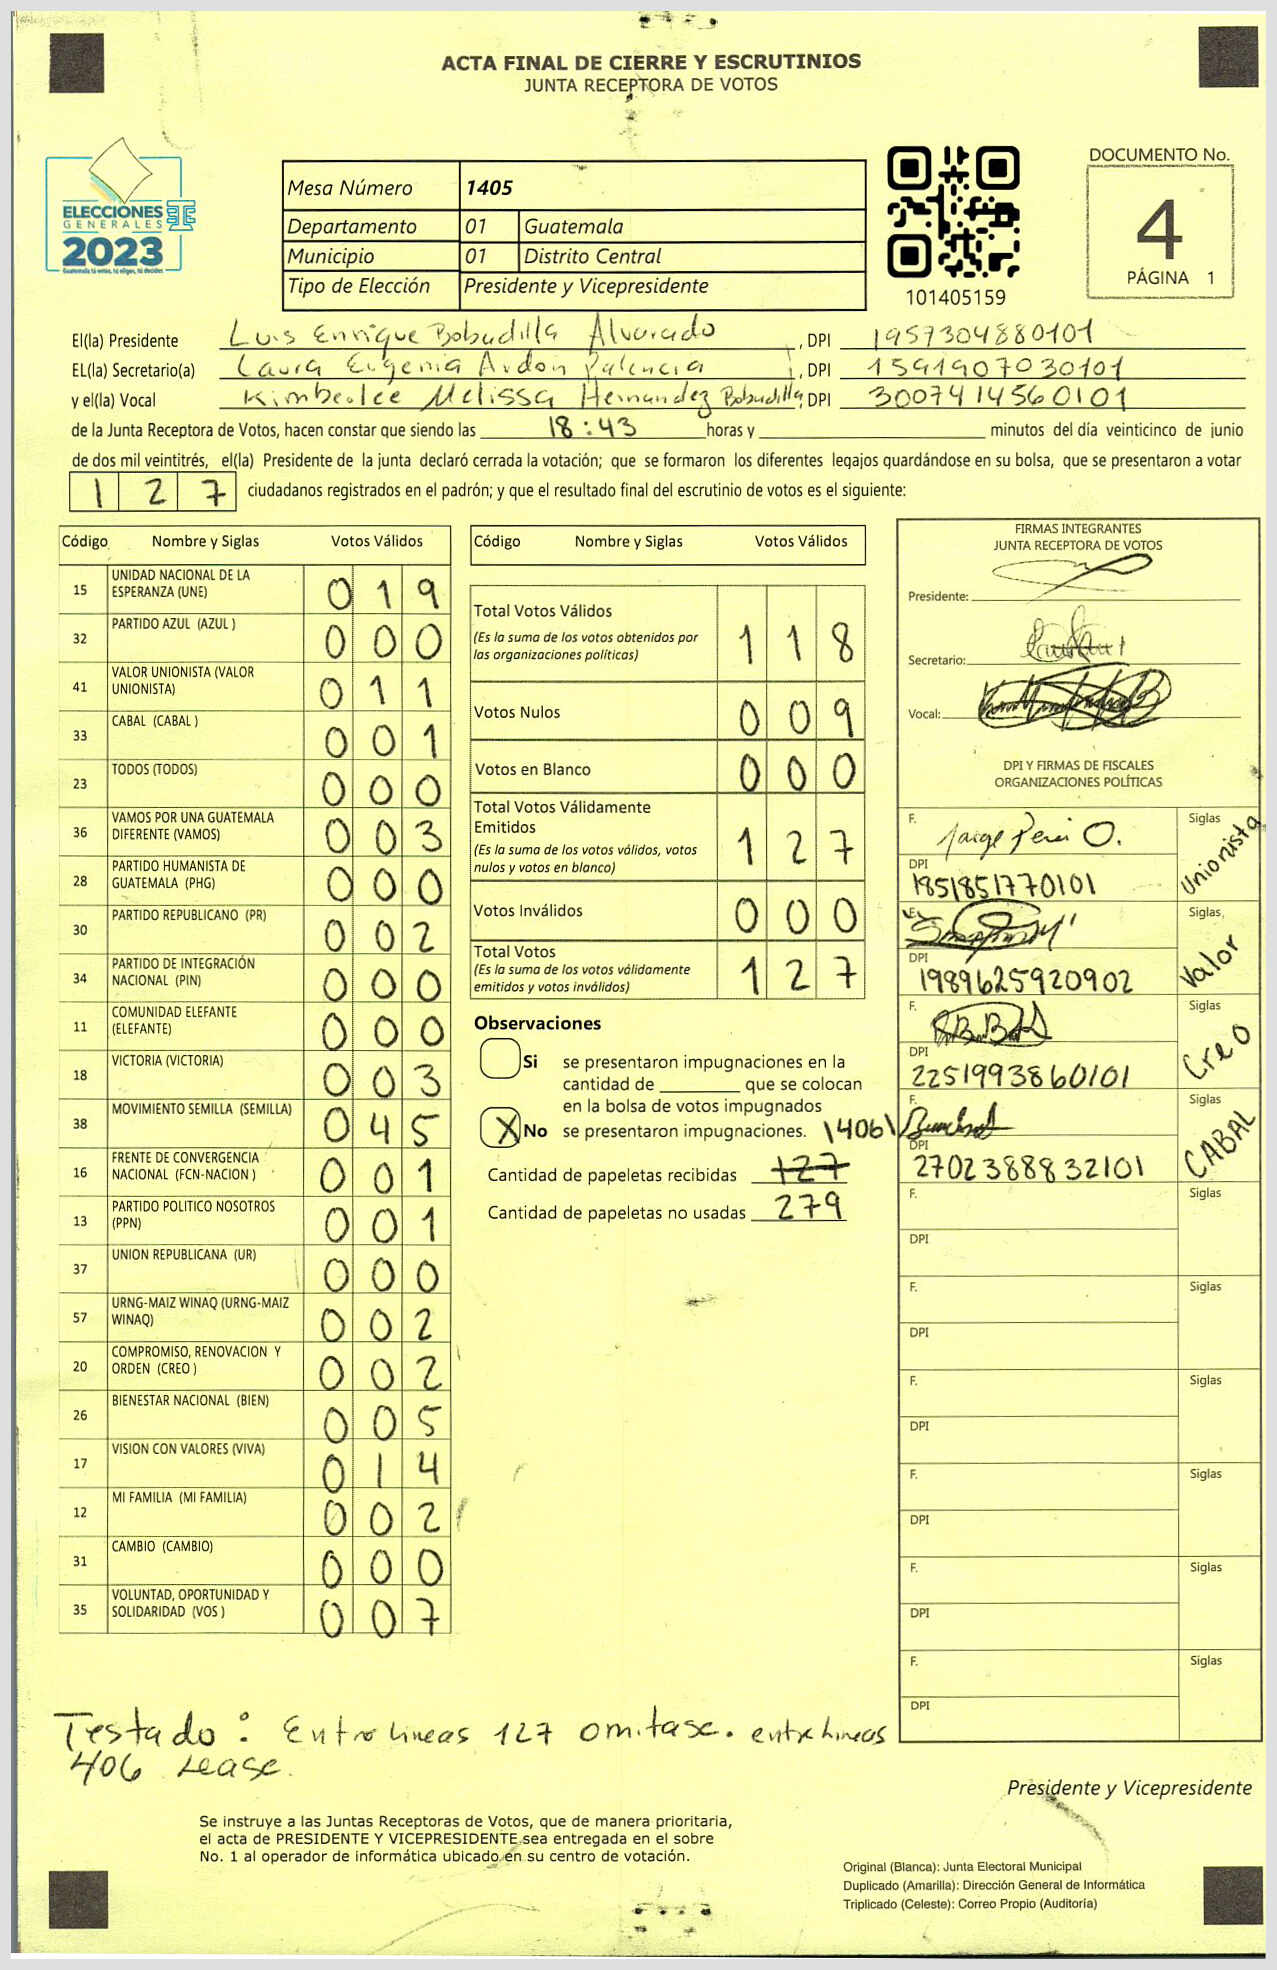 ACTA FINAL DE CIERRE Y ESCRUTINIOS
JUNTA RECEPTORA DE VOTOS
ELECCIONES
GENERALES
2023
Guatemala tú votas, tú eliges, tú decides
Mesa Número 1405
Departamento 01 Guatemala
Municipio 01 Distrito Central
Tipo de Elección Presidente y Vicepresidente
101405159
DOCUMENTO No.
4
PÁGINA 1
El(la) Presidente Luis Enrique Bobadilla Alvarado, DPI 1957304880101
EL(la) Secretario(a) Laura Eugenia Ardon Palencia, DPI 1591907030101
y el(la) Vocal Kimberlee Melissa Hernandez Bobadilla, DPI 3007414560101
de la Junta Receptora de Votos, hacen constar que siendo las 18:43 horas y ____ minutos del día veinticinco de junio
de dos mil veintitrés, el(la) Presidente de la junta declaró cerrada la votación; que se formaron los diferentes legajos guardándose en su bolsa, que se presentaron a votar
1 2 7 ciudadanos registrados en el padrón; y que el resultado final del escrutinio de votos es el siguiente:
Código Nombre y Siglas Votos Válidos
15 UNIDAD NACIONAL DE LA ESPERANZA (UNE) 0 1 9
32 PARTIDO AZUL (AZUL ) 0 0 0
41 VALOR UNIONISTA (VALOR UNIONISTA) 0 1 1
33 CABAL (CABAL ) 0 0 1
23 TODOS (TODOS) 0 0 0
36 VAMOS POR UNA GUATEMALA DIFERENTE (VAMOS) 0 0 3
28 PARTIDO HUMANISTA DE GUATEMALA (PHG) 0 0 0
30 PARTIDO REPUBLICANO (PR) 0 0 2
34 PARTIDO DE INTEGRACIÓN NACIONAL (PIN) 0 0 0
11 COMUNIDAD ELEFANTE (ELEFANTE) 0 0 0
18 VICTORIA (VICTORIA) 0 0 3
38 MOVIMIENTO SEMILLA (SEMILLA) 0 4 5
16 FRENTE DE CONVERGENCIA NACIONAL (FCN-NACION ) 0 0 1
13 PARTIDO POLITICO NOSOTROS (PPN) 0 0 1
37 UNION REPUBLICANA (UR) 0 0 0
57 URNG-MAIZ WINAQ (URNG-MAIZ WINAQ) 0 0 2
20 COMPROMISO, RENOVACION Y ORDEN (CREO ) 0 0 2
26 BIENESTAR NACIONAL (BIEN) 0 0 5
17 VISION CON VALORES (VIVA) 0 1 4
12 MI FAMILIA (MI FAMILIA) 0 0 2
31 CAMBIO (CAMBIO) 0 0 0
35 VOLUNTAD, OPORTUNIDAD Y SOLIDARIDAD (VOS ) 0 0 7
Código Nombre y Siglas Votos Válidos
Total Votos Válidos 1 1 8
(Es la suma de los votos obtenidos por
las organizaciones políticas)
Votos Nulos 0 0 9
Votos en Blanco 0 0 0
Total Votos Válidamente
Emitidos 1 2 7
(Es la suma de los votos válidos, votos
nulos y votos en blanco)
Votos Inválidos 0 0 0
Total Votos 1 2 7
(Es la suma de los votos válidamente
emitidos y votos inválidos)
Observaciones
Si se presentaron impugnaciones en la
cantidad de ____ que se colocan
en la bolsa de votos impugnados
X No se presentaron impugnaciones. 1406
Cantidad de papeletas recibidas 127
Cantidad de papeletas no usadas 279
FIRMAS INTEGRANTES
JUNTA RECEPTORA DE VOTOS
Presidente:
Secretario:
Vocal:
DPI Y FIRMAS DE FISCALES
ORGANIZACIONES POLÍTICAS
F. Siglas
Unionista
DPI
1851851770101
F. Siglas
Valor
DPI
1989625920902
F. Siglas
Creo
DPI
2251993860101
F. Siglas
CABAL
DPI
2702388832101
F. Siglas
DPI
F. Siglas
DPI
F. Siglas
DPI
F. Siglas
DPI
F. Siglas
DPI
F. Siglas
DPI
Testado: Entrelineas 127 omitase. entrelineas
406 Lease.
Presidente y Vicepresidente
Se instruye a las Juntas Receptoras de Votos, que de manera prioritaria,
el acta de PRESIDENTE Y VICEPRESIDENTE sea entregada en el sobre
No. 1 al operador de informática ubicado en su centro de votación.
Original (Blanca): Junta Electoral Municipal
Duplicado (Amarilla): Dirección General de Informática
Triplicado (Celeste): Correo Propio (Auditoría)